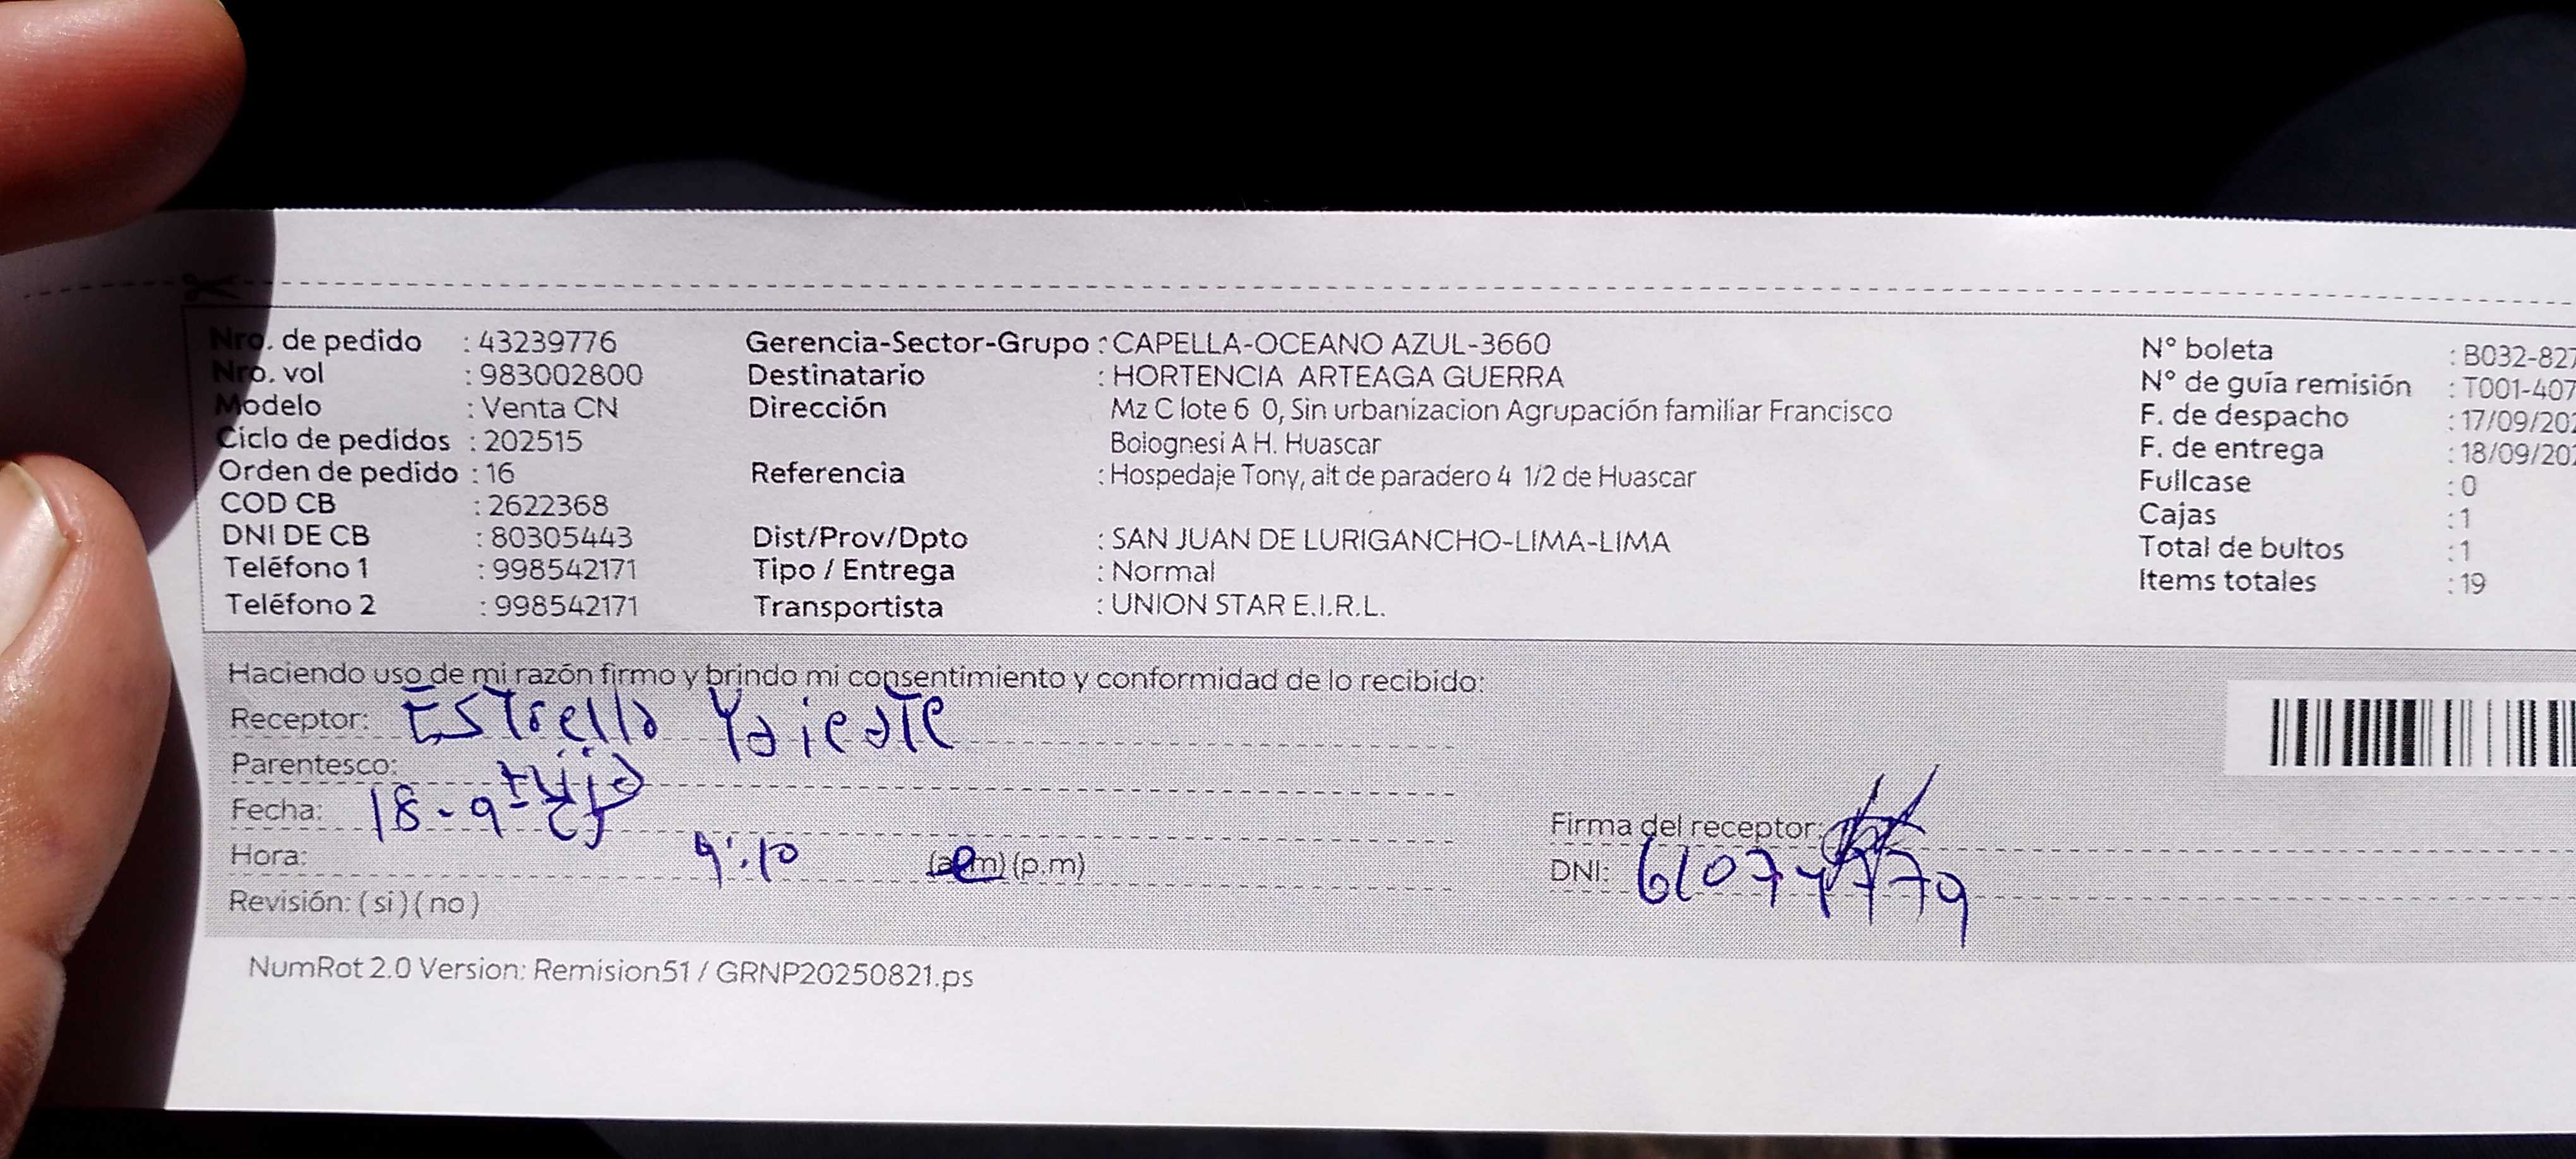 Nro. de pedido : 43239776 Gerencia-Sector-Grupo : CAPELLA-OCEANO AZUL-3660 N° boleta : B032-827
Nro. vol : 983002800 Destinatario : HORTENCIA ARTEAGA GUERRA N° de guía remisión : T001-407
Modelo : Venta CN Dirección Mz C lote 6 0, Sin urbanizacion Agrupación familiar Francisco F. de despacho : 17/09/202
Ciclo de pedidos : 202515 Bolognesi A H. Huascar F. de entrega : 18/09/202
Orden de pedido : 16 Referencia : Hospedaje Tony, alt de paradero 4 1/2 de Huascar Fullcase : 0
COD CB : 2622368 Cajas : 1
DNI DE CB : 80305443 Dist/Prov/Dpto : SAN JUAN DE LURIGANCHO-LIMA-LIMA Total de bultos : 1
Teléfono 1 : 998542171 Tipo / Entrega : Normal Items totales : 19
Teléfono 2 : 998542171 Transportista : UNION STAR E.I.R.L.
Haciendo uso de mi razón firmo y brindo mi consentimiento y conformidad de lo recibido:
Receptor: Estrella
Parentesco: Hija
Fecha: 18-9-25
Firma del receptor:
Hora: 9:10 (a.m) (p.m)
DNI:
Revisión: ( si ) ( no )
NumRot 2.0 Version: Remision51 / GRNP20250821.ps